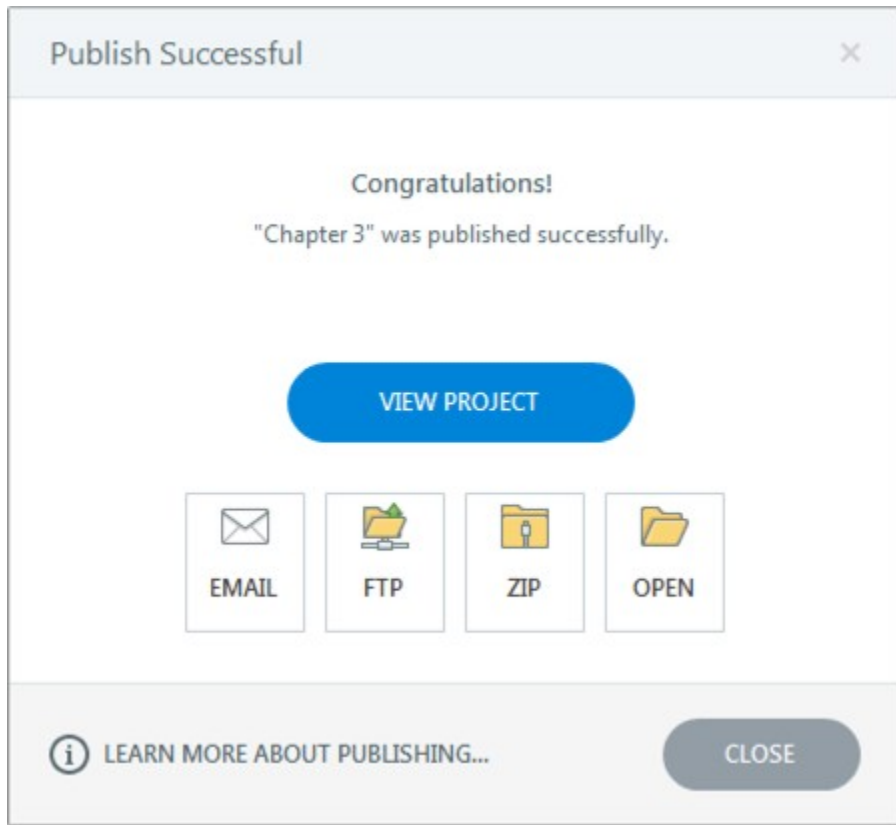 Publish Successful
Congratulations!
"Chapter 3" was published successfully.
VIEW PROJECT
EMAIL FTP ZIP OPEN
LEARN MORE ABOUT PUBLISHING...
CLOSE